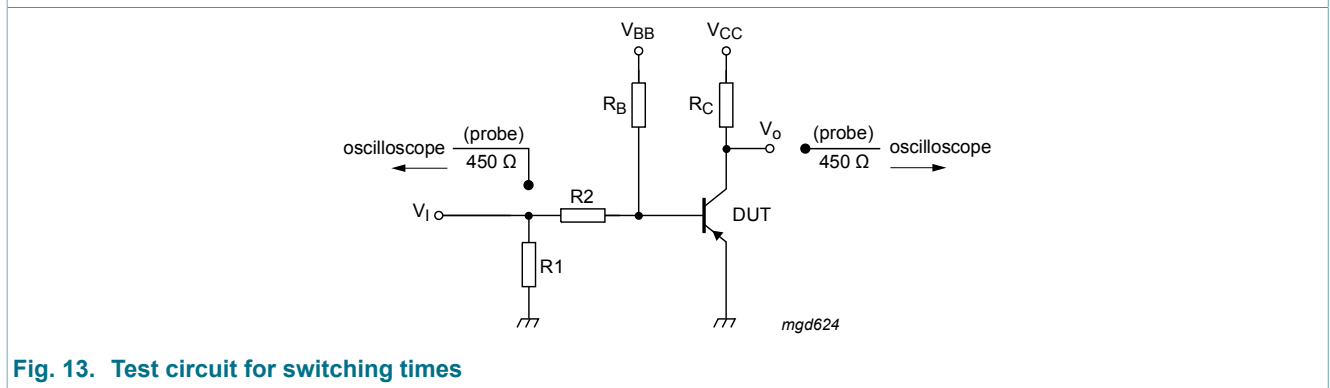 VBB VCC
RB RC
Vo
(probe) (probe)
oscilloscope oscilloscope
450 Ω 450 Ω
R2
VI DUT
R1
mgd624
Fig. 13. Test circuit for switching times